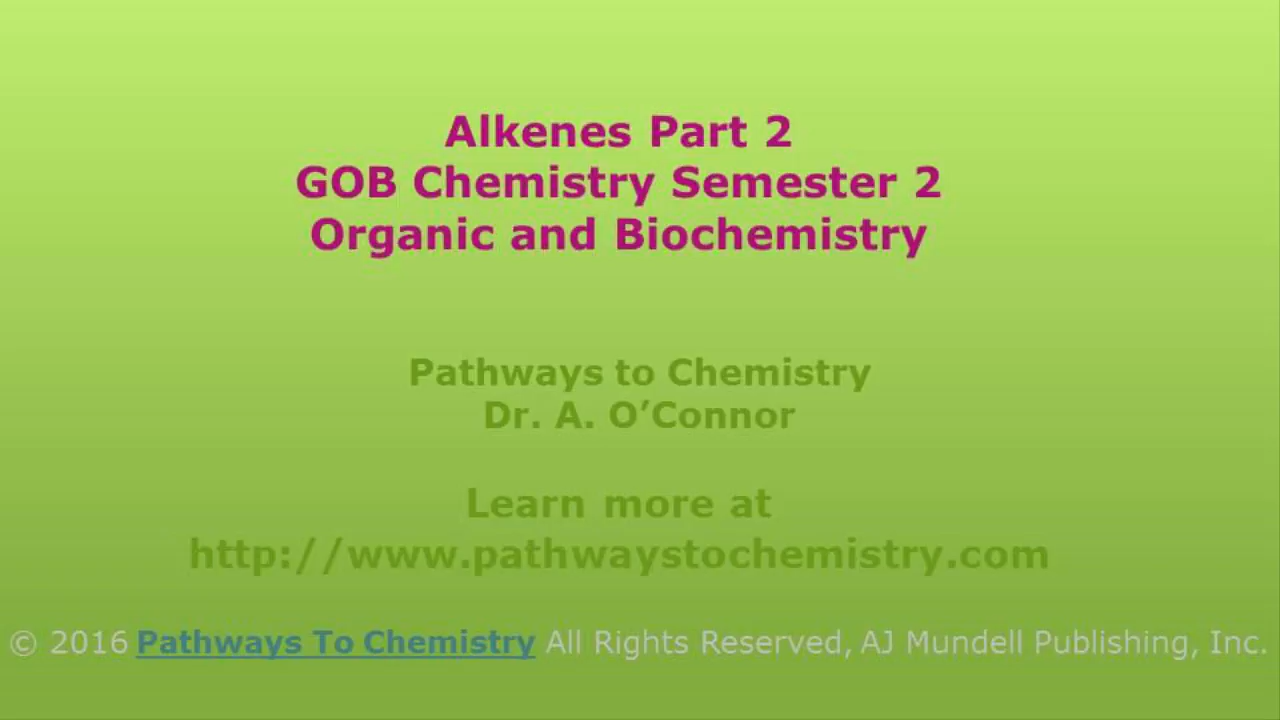 Alkenes Part 2
GOB Chemistry Semester 2
Organic and Biochemistry
Pathways to Chemistry
Dr. A. O’Connor
Learn more at
http://www.pathwaystochemistry.com
© 2016 Pathways To Chemistry All Rights Reserved, AJ Mundell Publishing, Inc.